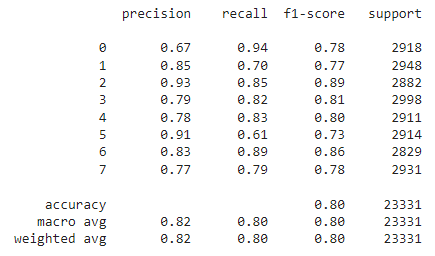 precision recall f1-score support
0 0.67 0.94 0.78 2918
1 0.85 0.70 0.77 2948
2 0.93 0.85 0.89 2882
3 0.79 0.82 0.81 2998
4 0.78 0.83 0.80 2911
5 0.91 0.61 0.73 2914
6 0.83 0.89 0.86 2829
7 0.77 0.79 0.78 2931
accuracy 0.80 23331
macro avg 0.82 0.80 0.80 23331
weighted avg 0.82 0.80 0.80 23331